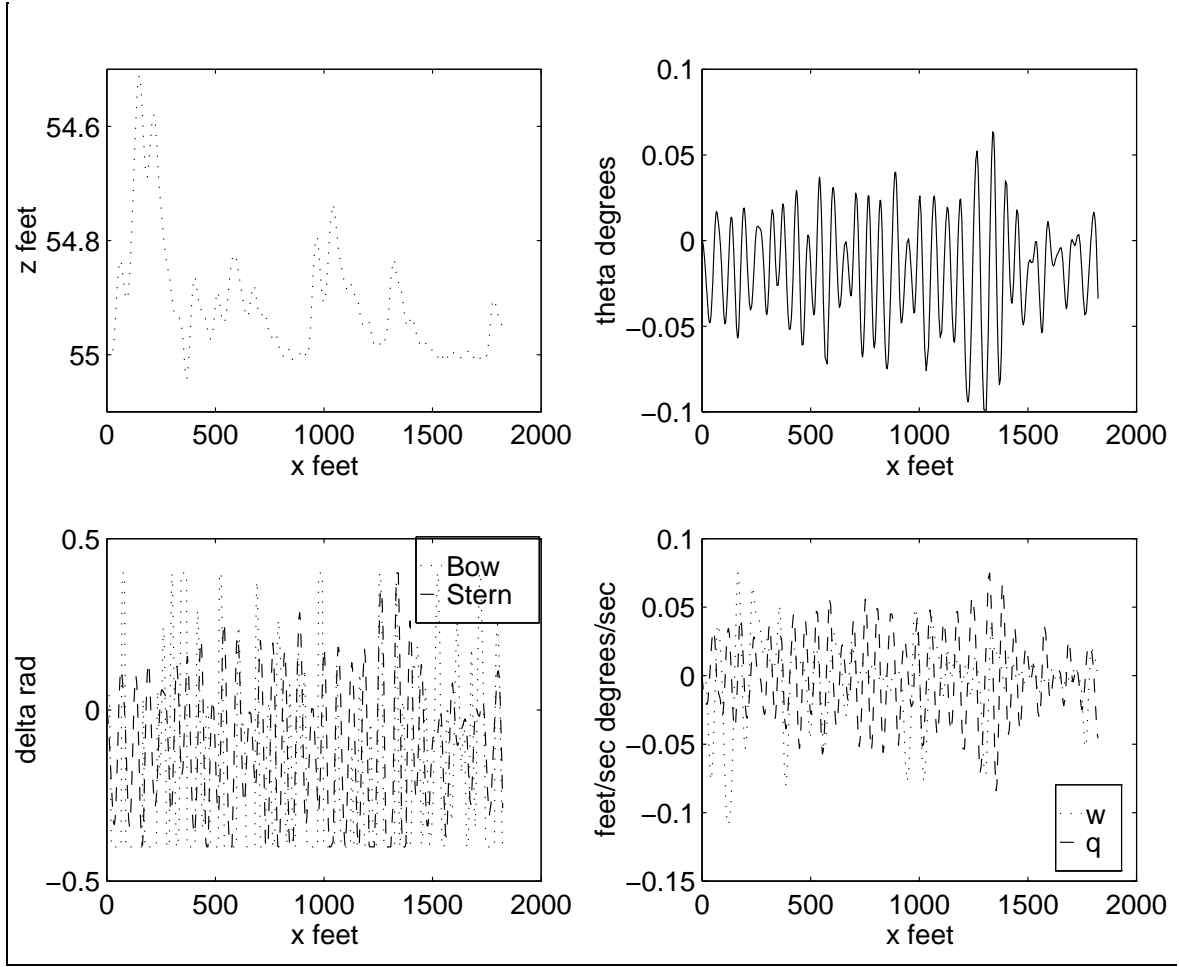 54.6
54.8
55
z feet
0 500 1000 1500 2000
x feet
0.1
0.05
0
−0.05
−0.1
theta degrees
0 500 1000 1500 2000
x feet
0.5
0
−0.5
delta rad
Bow
Stern
0 500 1000 1500 2000
x feet
0.1
0.05
0
−0.05
−0.1
−0.15
feet/sec degrees/sec
w
q
0 500 1000 1500 2000
x feet